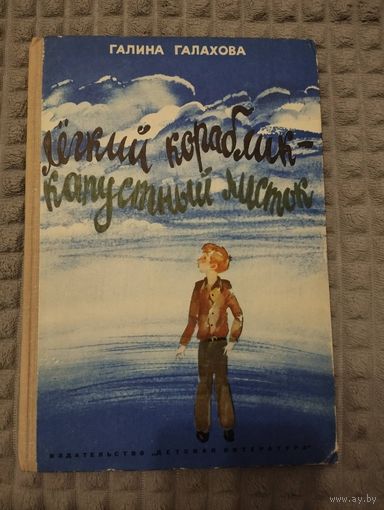 ГАЛИНА ГАЛАХОВА
Лёгкий кораблик-
капустный листок
ИЗДАТЕЛЬСТВО „ДЕТСКАЯ ЛИТЕРАТУРА"
www.ay.by